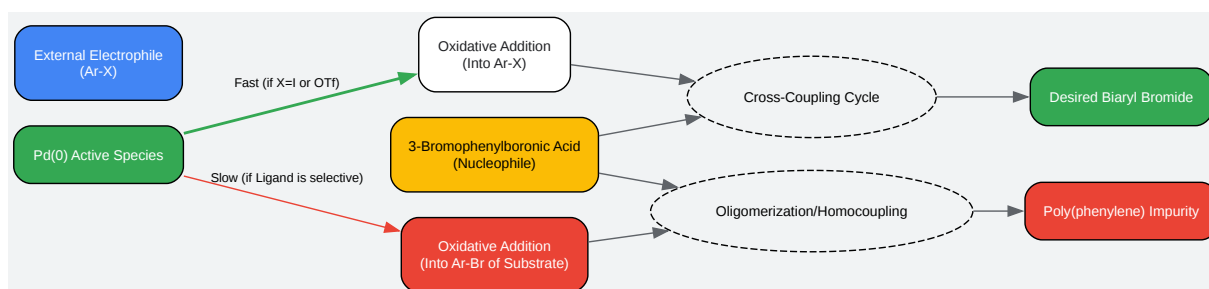 External Electrophile
(Ar-X)
Pd(0) Active Species
Fast (if X=I or OTf)
Slow (if Ligand is selective)
Oxidative Addition
(Into Ar-X)
3-Bromophenylboronic Acid
(Nucleophile)
Oxidative Addition
(Into Ar-Br of Substrate)
Cross-Coupling Cycle
Oligomerization/Homocoupling
Desired Biaryl Bromide
Poly(phenylene) Impurity